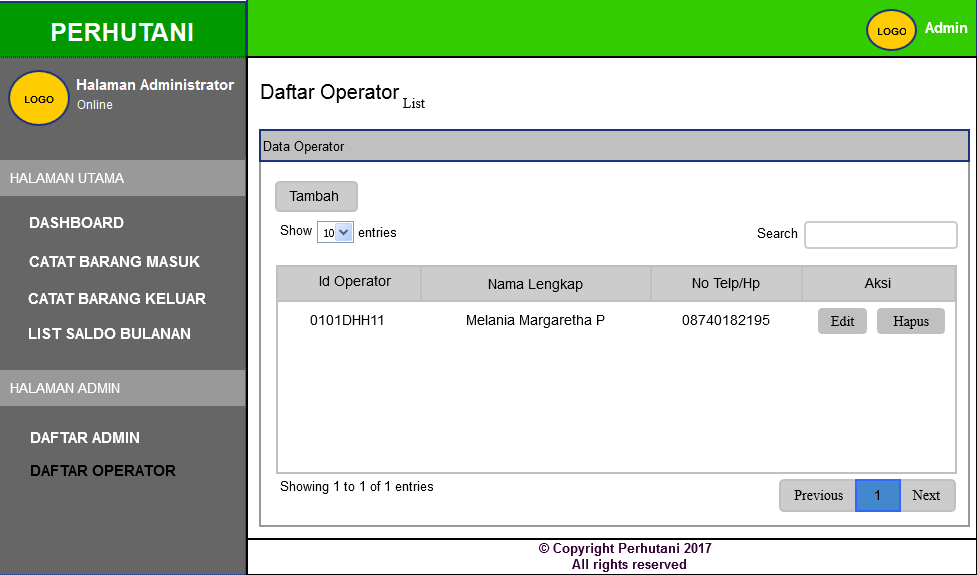 PERHUTANI
LOGO
Admin
LOGO
Halaman Administrator
Online
HALAMAN UTAMA
DASHBOARD
CATAT BARANG MASUK
CATAT BARANG KELUAR
LIST SALDO BULANAN
HALAMAN ADMIN
DAFTAR ADMIN
DAFTAR OPERATOR
Daftar Operator List
Data Operator
Tambah
Show 10 entries
Search
Id Operator Nama Lengkap No Telp/Hp Aksi
0101DHH11 Melania Margaretha P 08740182195 Edit Hapus
Showing 1 to 1 of 1 entries
Previous 1 Next
© Copyright Perhutani 2017
All rights reserved